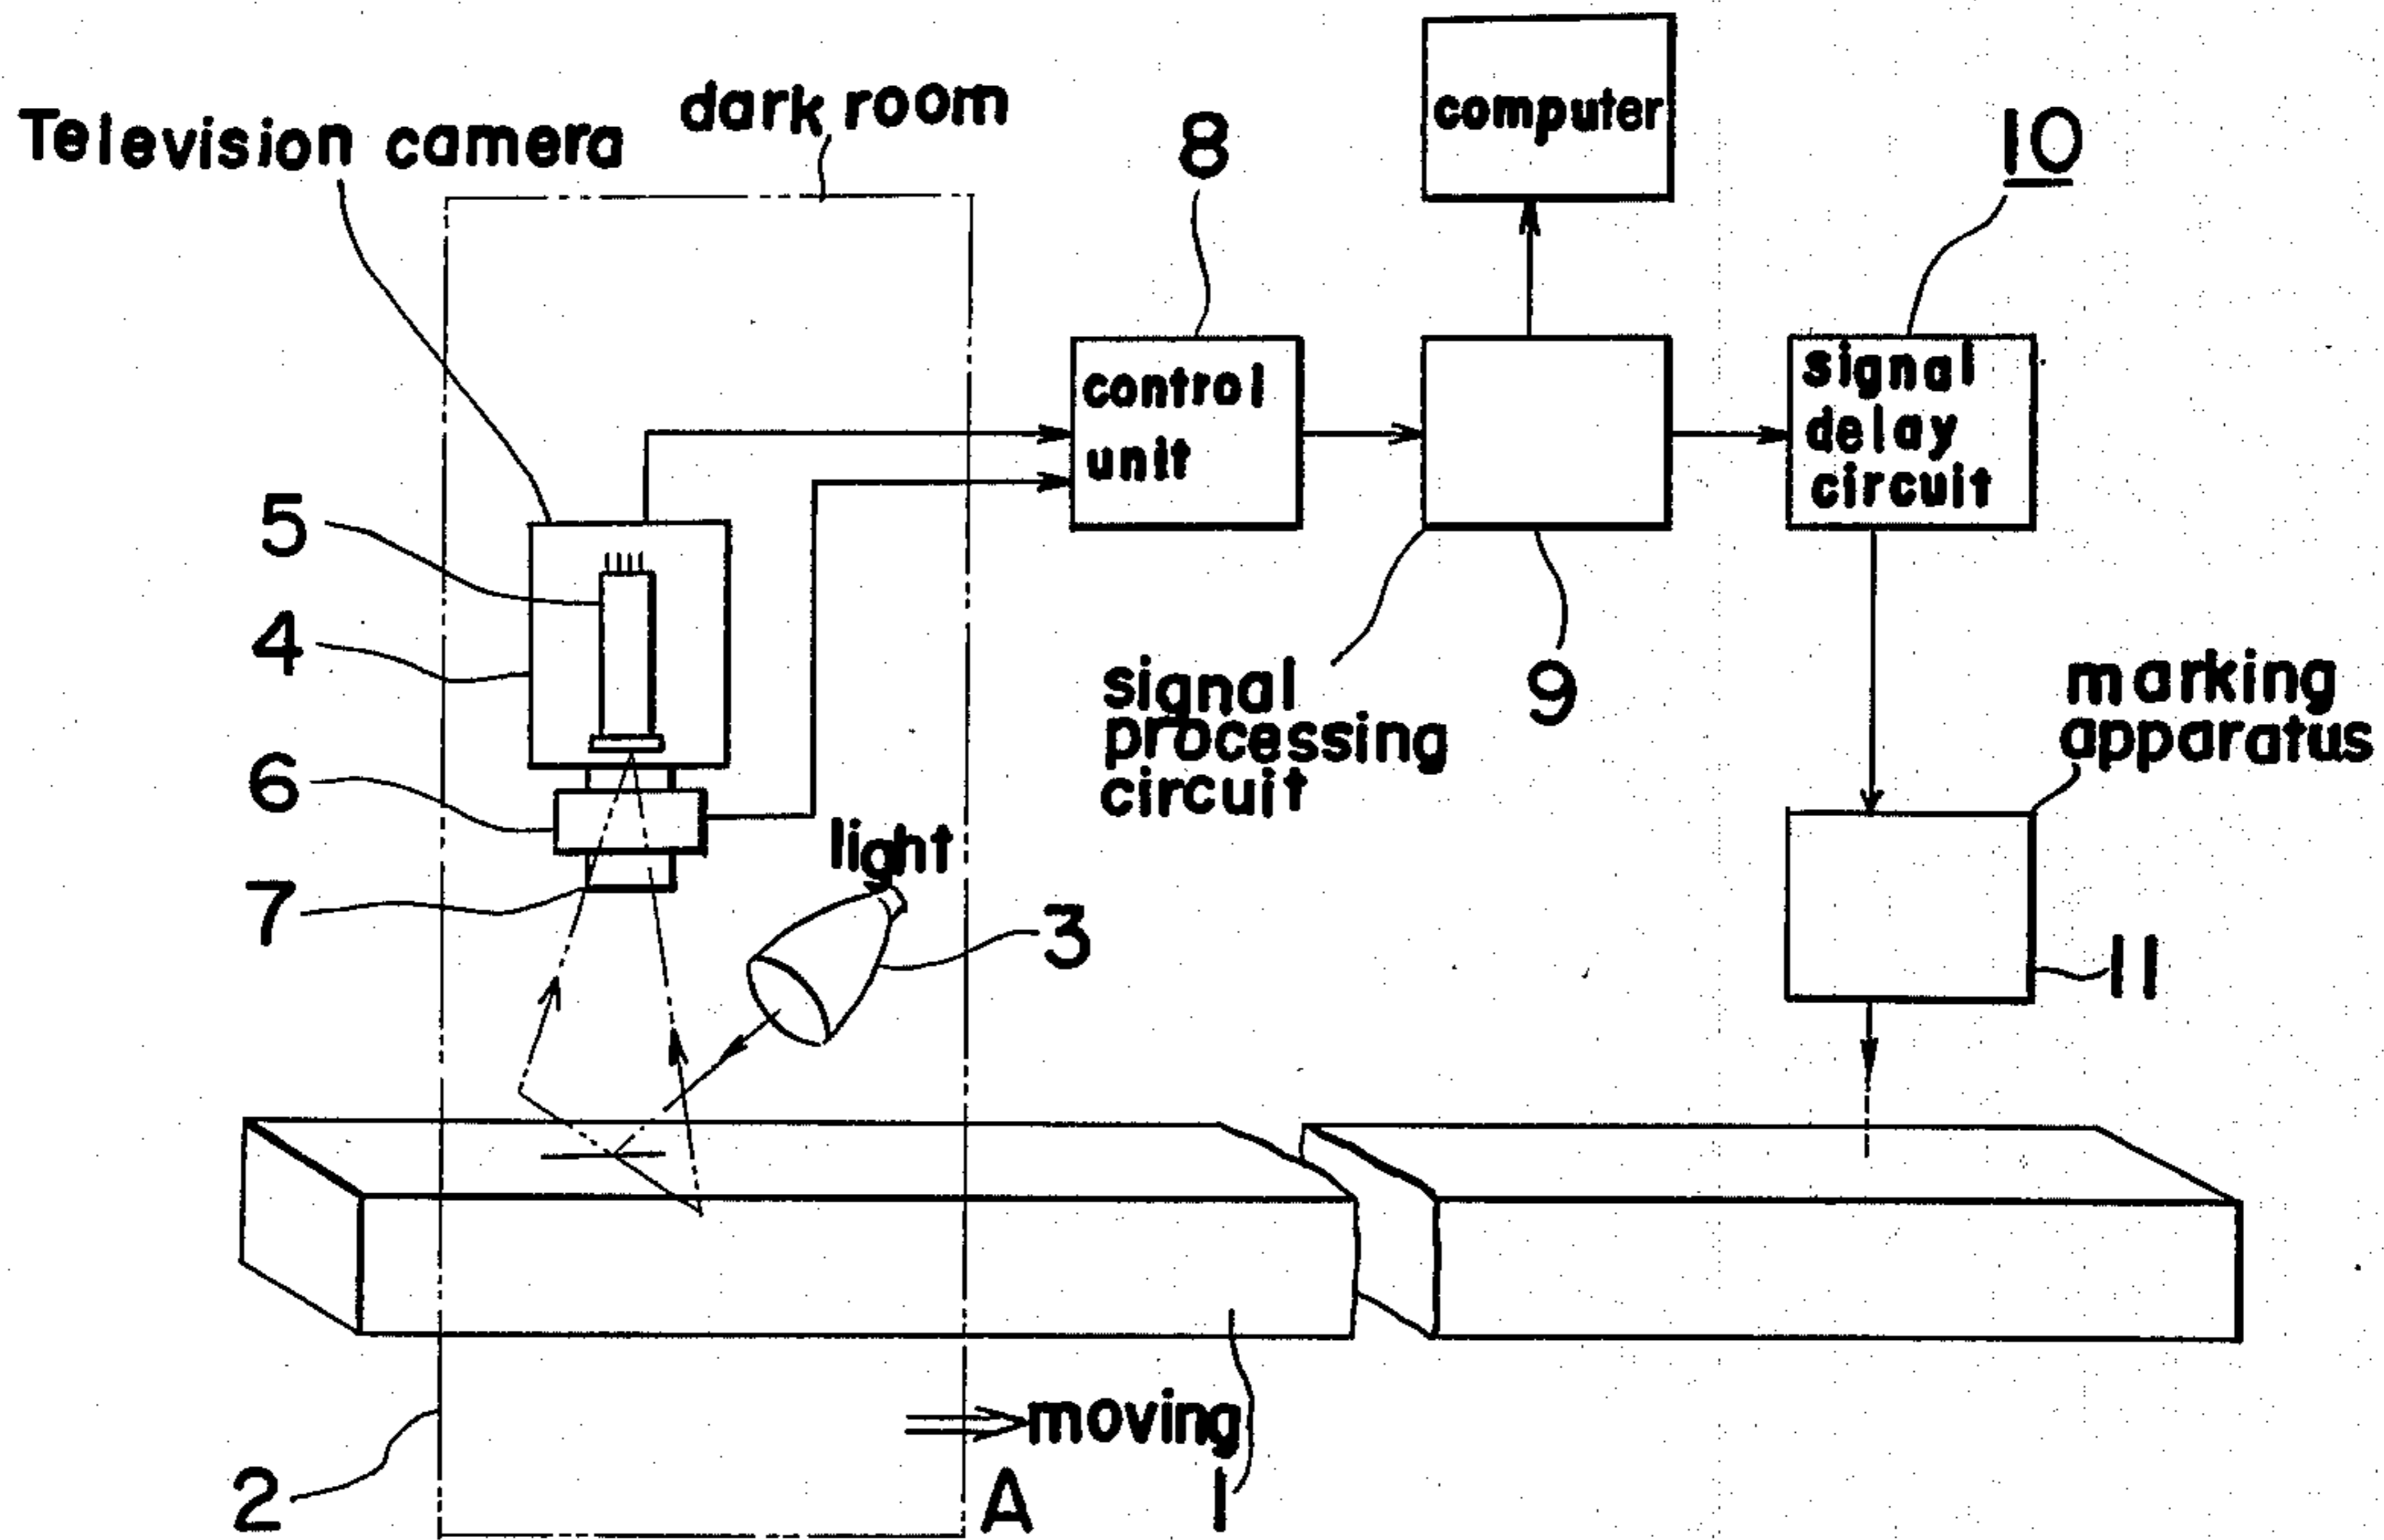 computer
Television camera
dark room
8
10
control
unit
signal
delay
circuit
5
4
signal
processing
circuit
9
marking
apparatus
6
light
7
3
11
moving
2
A
1